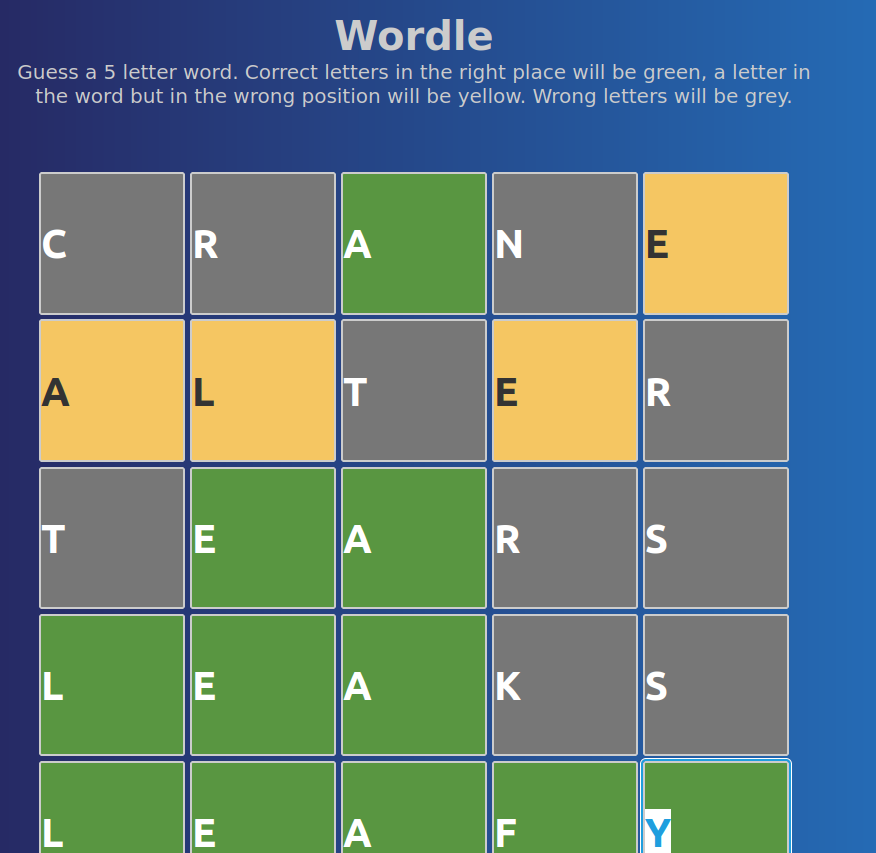 Wordle
Guess a 5 letter word. Correct letters in the right place will be green, a letter in
the word but in the wrong position will be yellow. Wrong letters will be grey.
C R A N E
A L T E R
T E A R S
L E A K S
L E A F Y